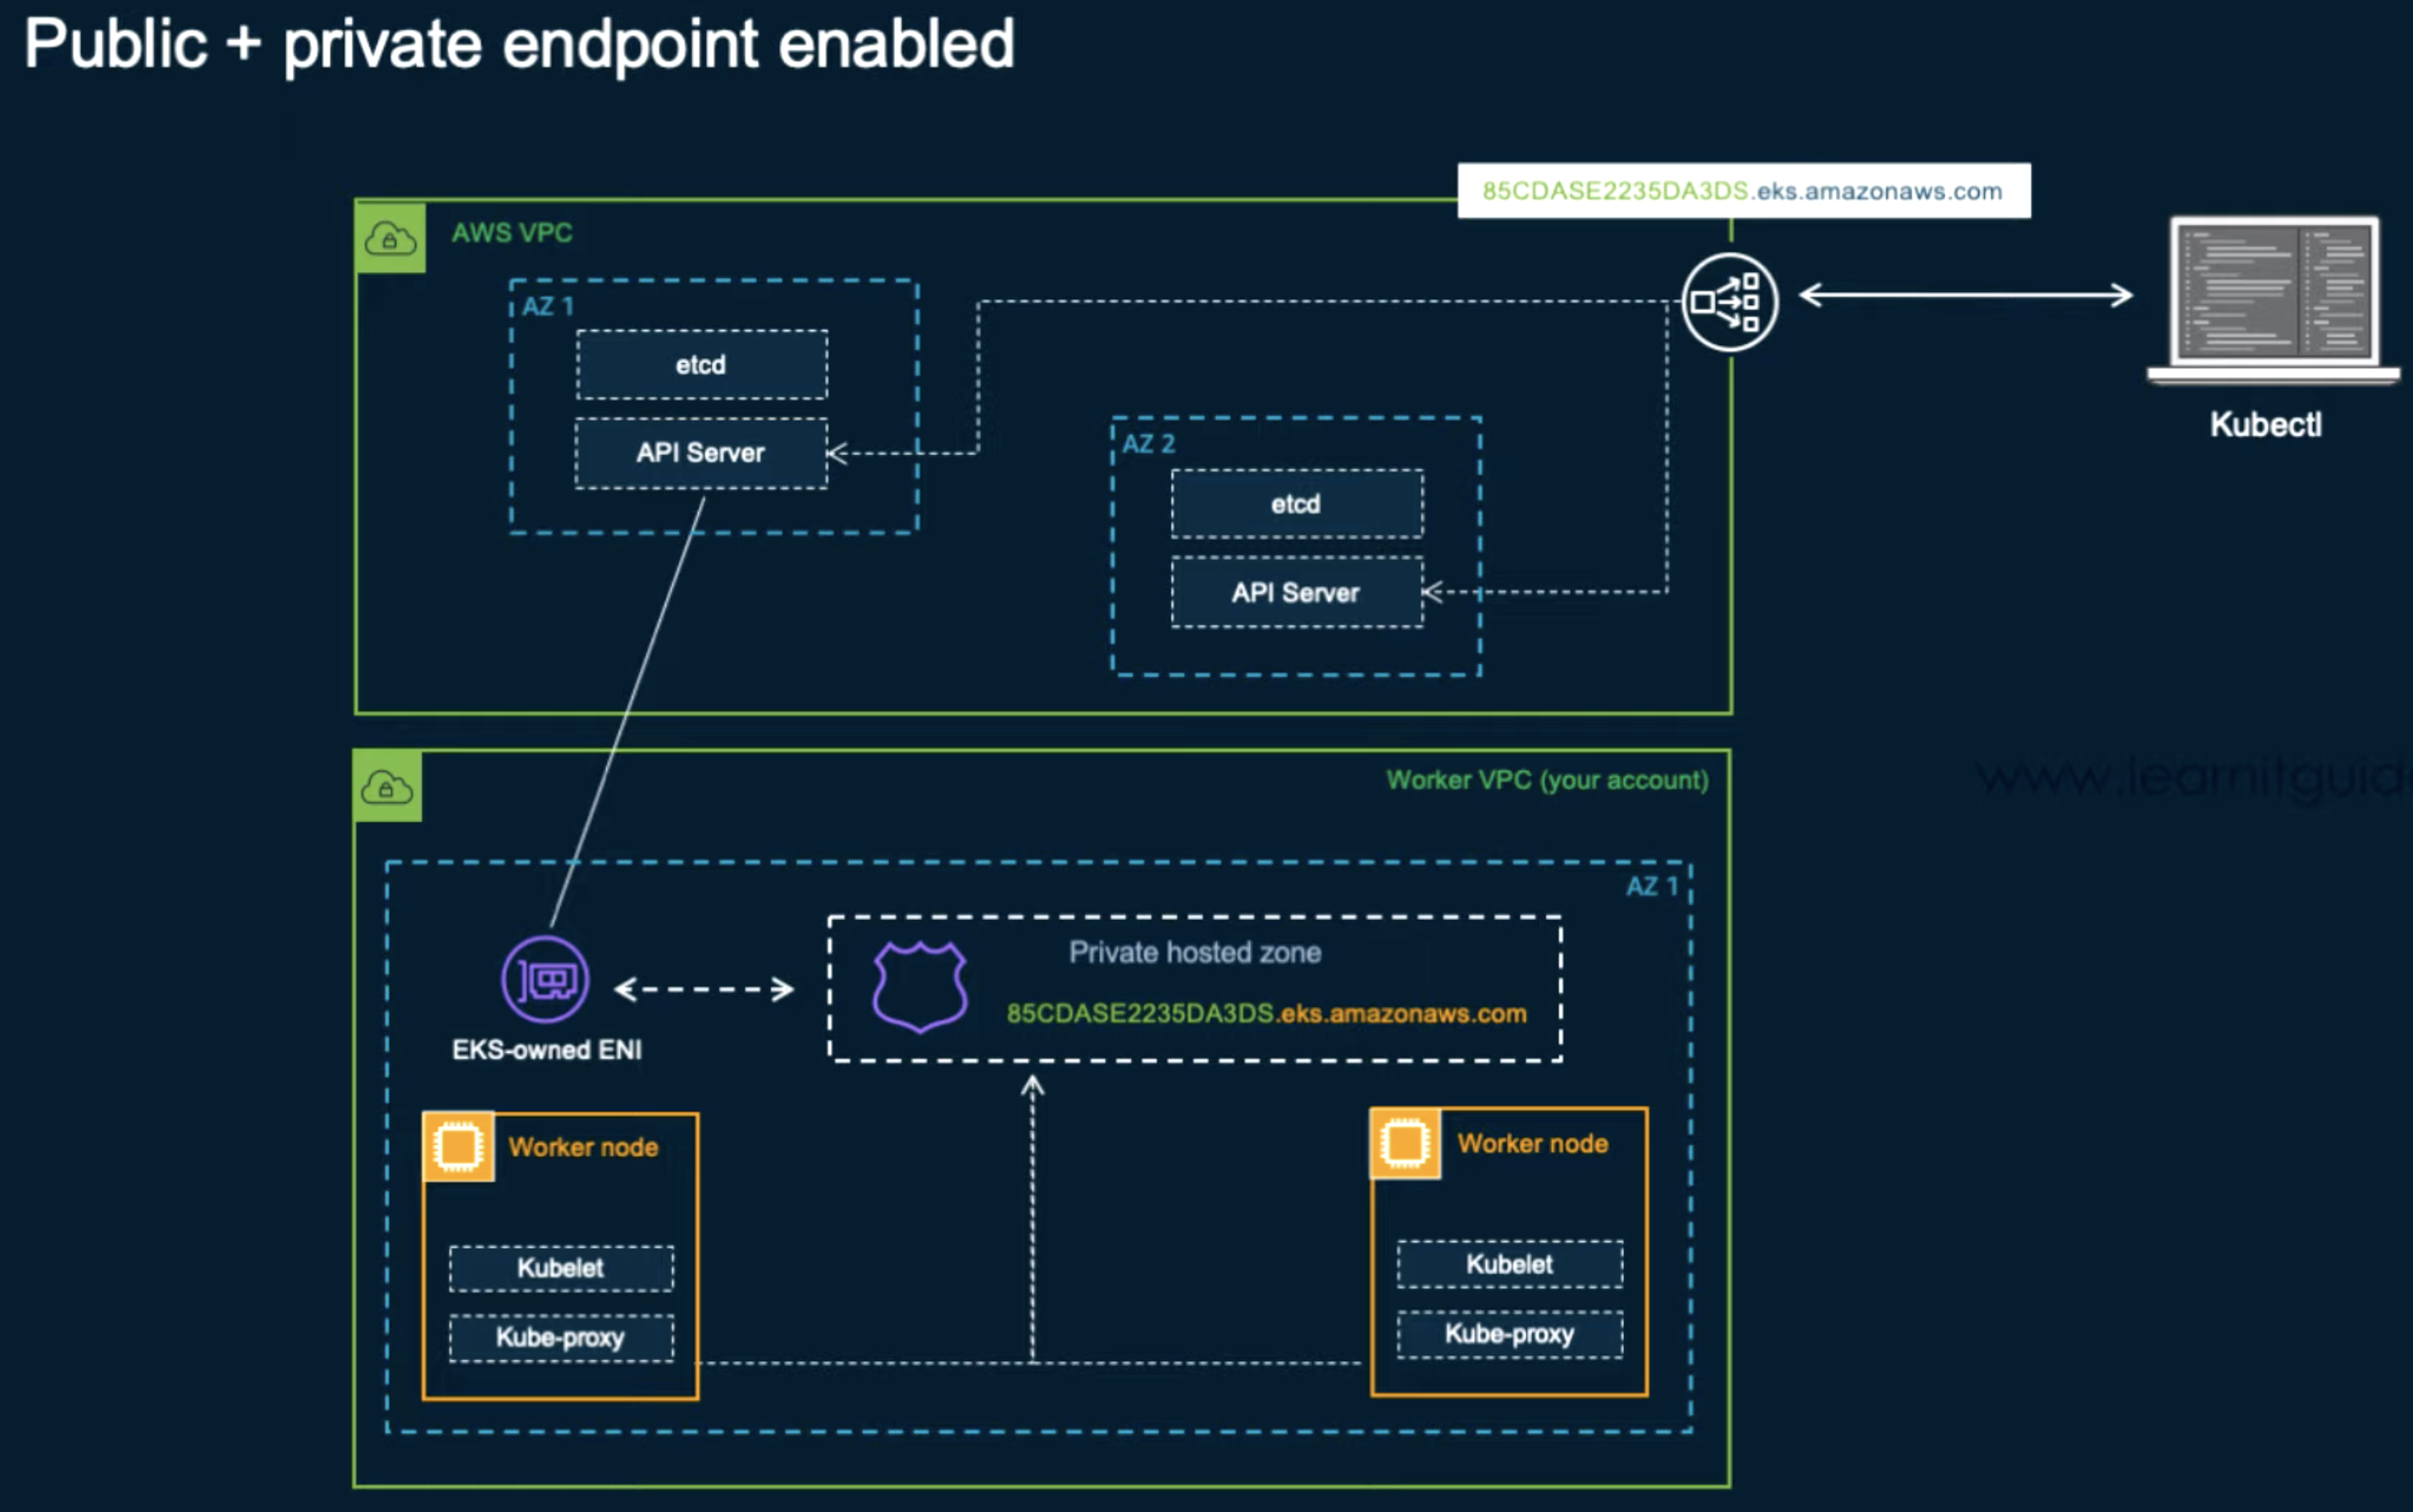 Public + private endpoint enabled
85CDASE2235DA3DS.eks.amazonaws.com
AWS VPC
AZ 1
etcd
API Server
AZ 2
etcd
API Server
Kubectl
www.learnitguid
Worker VPC (your account)
AZ 1
Private hosted zone
85CDASE2235DA3DS.eks.amazonaws.com
EKS-owned ENI
Worker node
Kubelet
Kube-proxy
Worker node
Kubelet
Kube-proxy